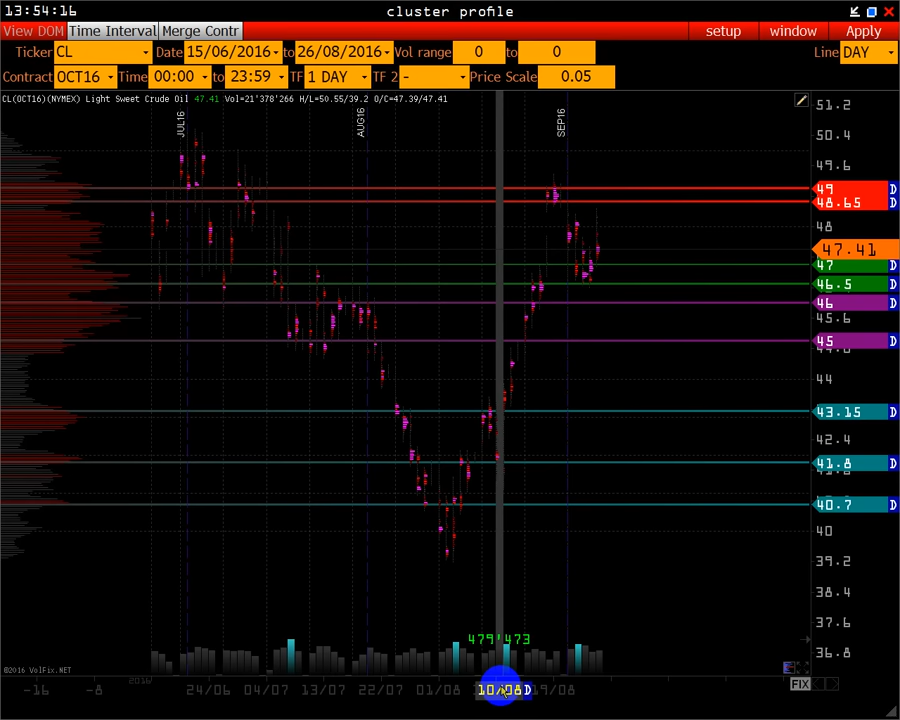 13:54:16 cluster profile
View DOM Time Interval Merge Contr setup window Apply
Ticker CL Date 15/06/2016 to 26/08/2016 Vol range 0 to 0 Line DAY
Contract OCT16 Time 00:00 to 23:59 TF 1 DAY TF 2 - Price Scale 0.05
CL(OCT16)(NYMEX) Light Sweet Crude Oil 47.41 Vol=21'378'266 H/L=50.55/39.2 O/C=47.39/47.41
JUL16 AUG16 SEP16
51.2
50.4
49.6
49 D
48.65 D
48
47.41
47 D
46.5 D
46 D
45.6
45 D
44
43.15 D
42.4
41.8 D
40.7 D
40
39.2
38.4
37.6
479'473
36.8
©2016 VolFix.NET
FIX
-16 -8 2016 24/06 04/07 13/07 22/07 01/08 10/08 D 19/08